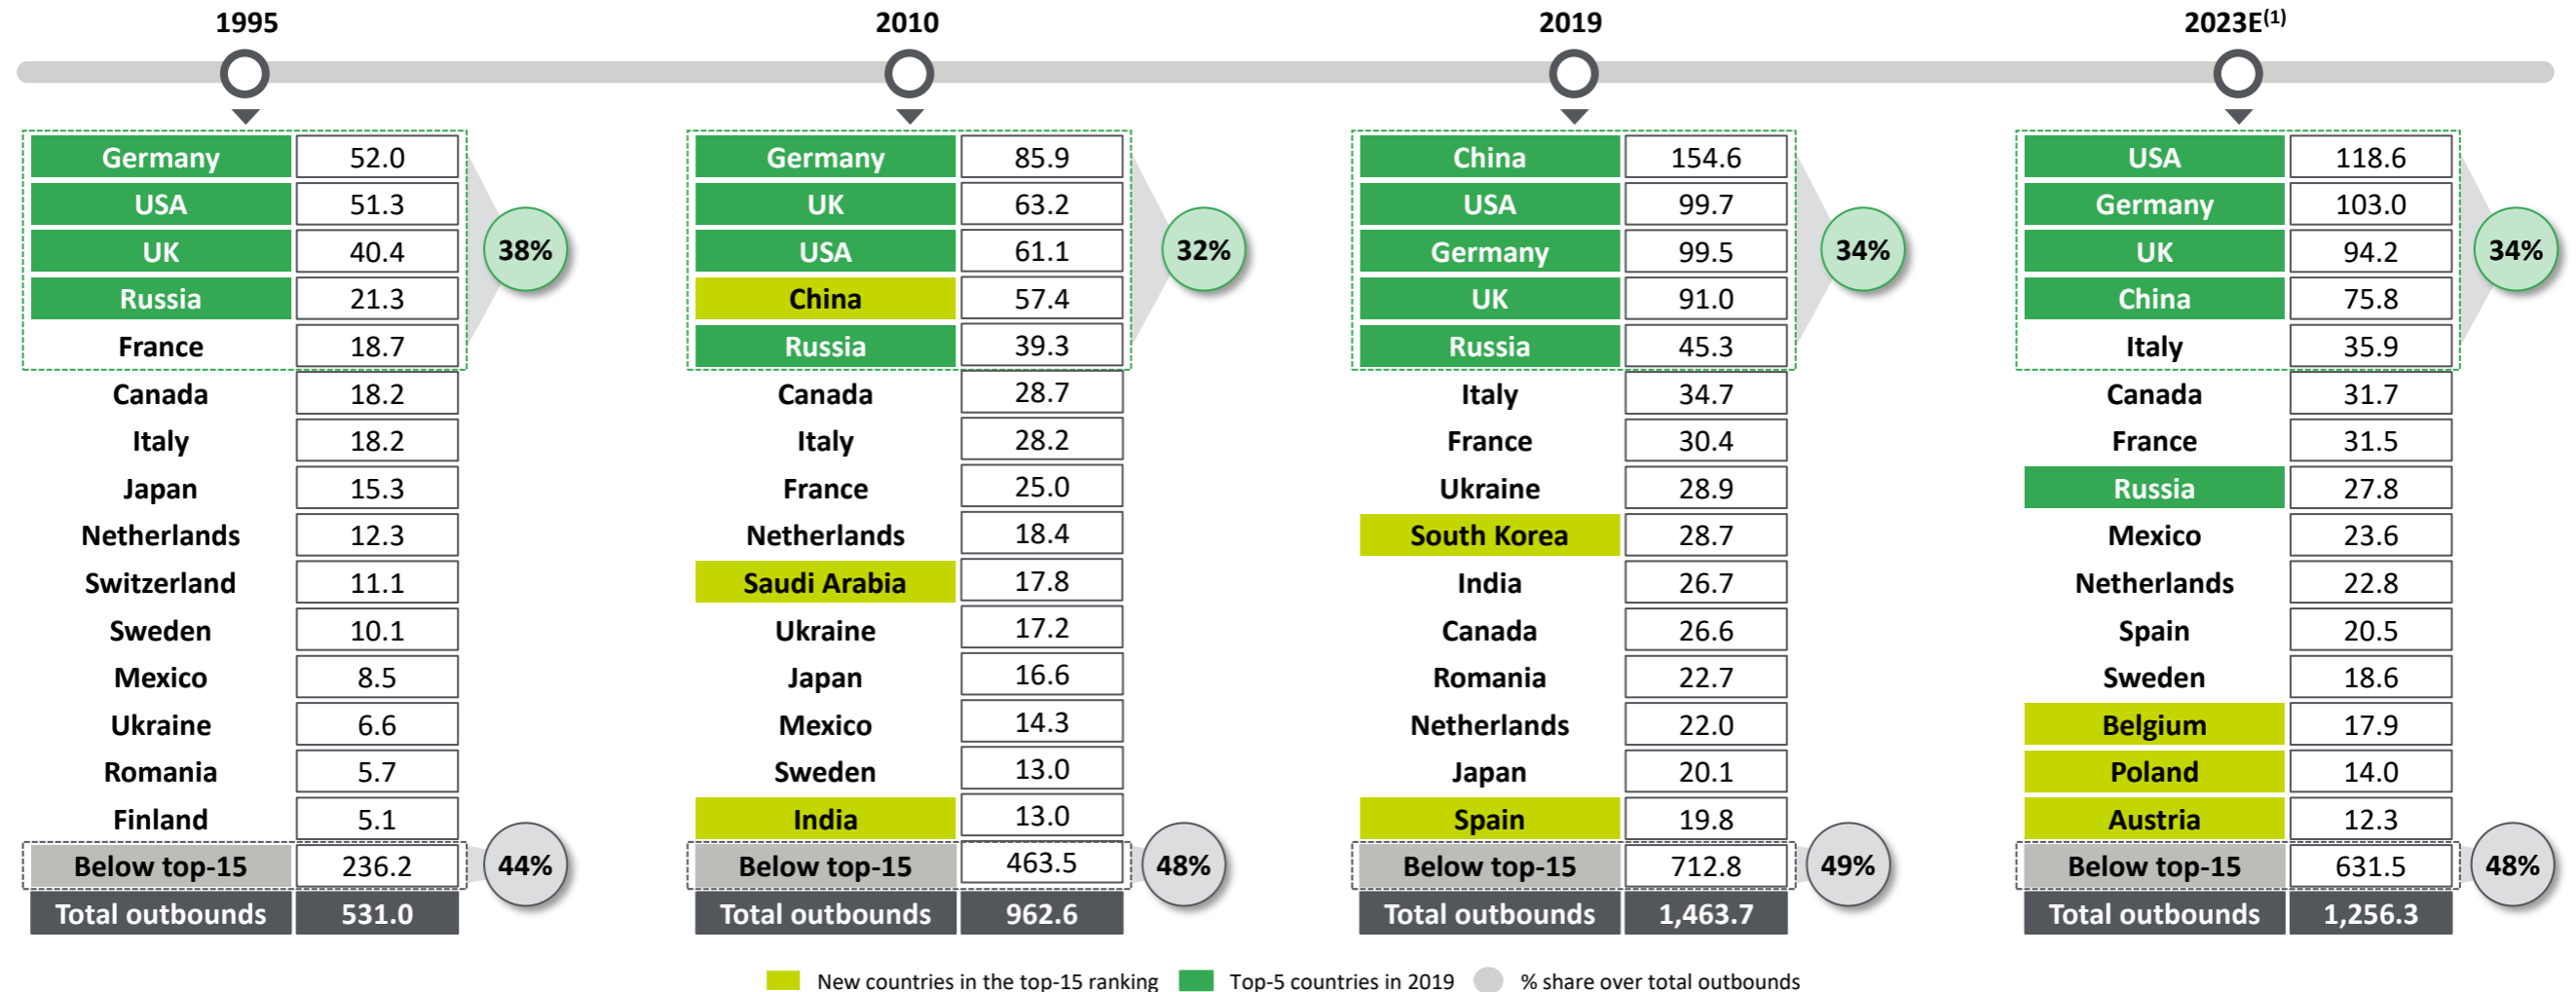 1995 2010 2019 2023E(1)
Germany 52.0 Germany 85.9 China 154.6 USA 118.6
USA 51.3 UK 63.2 USA 99.7 Germany 103.0
UK 40.4 38% USA 61.1 32% Germany 99.5 34% UK 94.2 34%
Russia 21.3 China 57.4 UK 91.0 China 75.8
France 18.7 Russia 39.3 Russia 45.3 Italy 35.9
Canada 18.2 Canada 28.7 Italy 34.7 Canada 31.7
Italy 18.2 Italy 28.2 France 30.4 France 31.5
Japan 15.3 France 25.0 Ukraine 28.9 Russia 27.8
Netherlands 12.3 Netherlands 18.4 South Korea 28.7 Mexico 23.6
Switzerland 11.1 Saudi Arabia 17.8 India 26.7 Netherlands 22.8
Sweden 10.1 Ukraine 17.2 Canada 26.6 Spain 20.5
Mexico 8.5 Japan 16.6 Romania 22.7 Sweden 18.6
Ukraine 6.6 Mexico 14.3 Netherlands 22.0 Belgium 17.9
Romania 5.7 Sweden 13.0 Japan 20.1 Poland 14.0
Finland 5.1 India 13.0 Spain 19.8 Austria 12.3
Below top-15 236.2 44% Below top-15 463.5 48% Below top-15 712.8 49% Below top-15 631.5 48%
Total outbounds 531.0 Total outbounds 962.6 Total outbounds 1,463.7 Total outbounds 1,256.3
New countries in the top-15 ranking Top-5 countries in 2019 % share over total outbounds